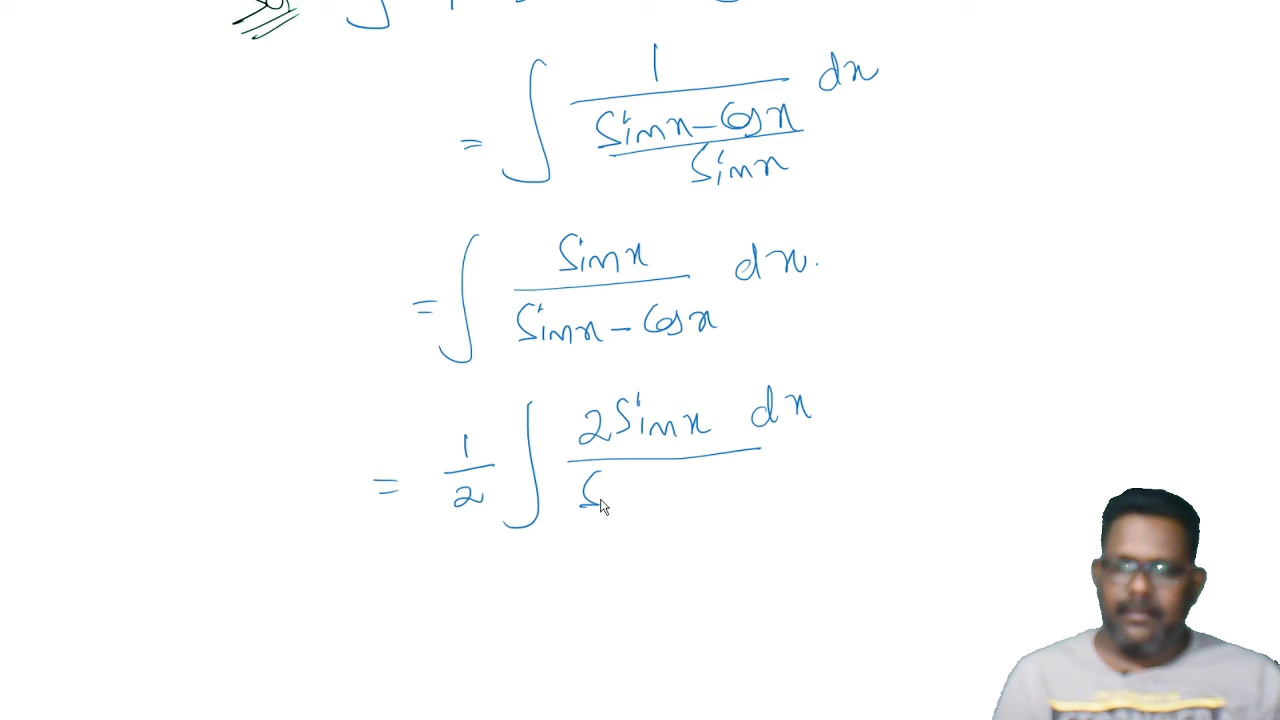 = ∫ 1 / ((Sinx - Cosx) / Sinx) dx
= ∫ Sinx / (Sinx - Cosx) dx.
= 1/2 ∫ 2Sinx dx / S